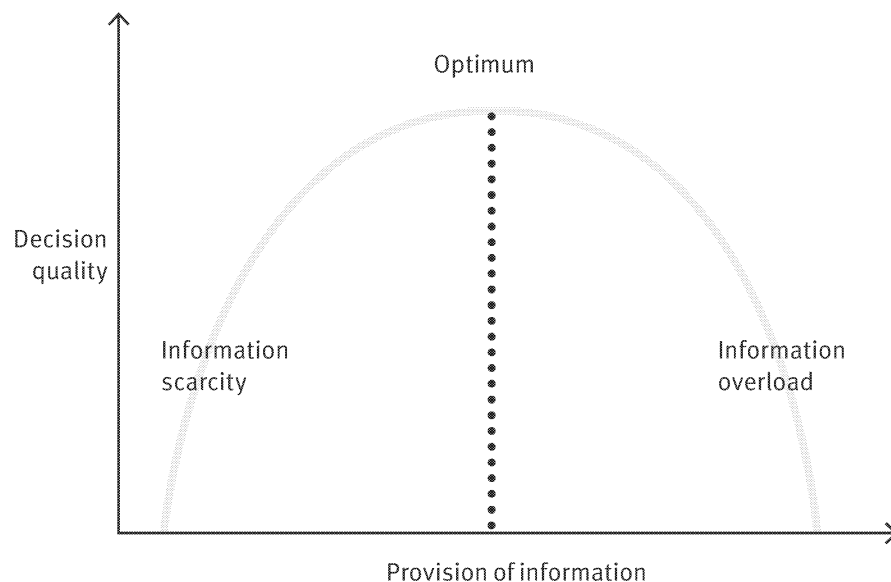 Optimum
Decision
quality
Information
scarcity
Information
overload
Provision of information